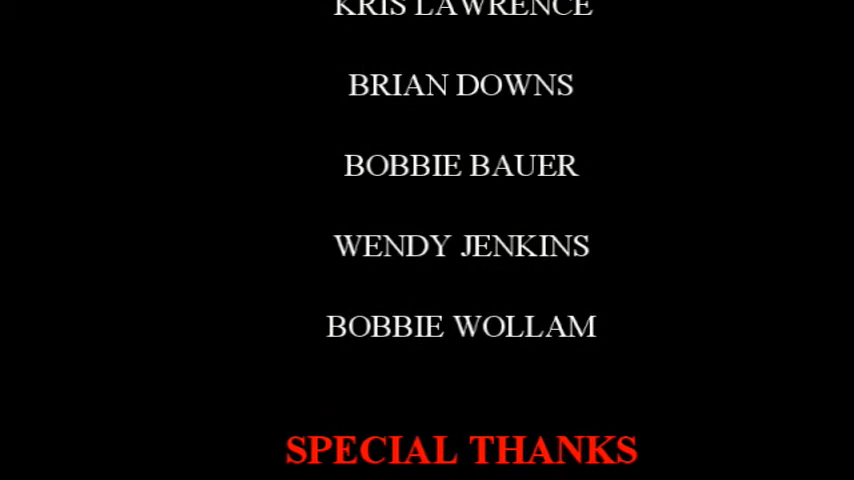 KRIS LAWRENCE
BRIAN DOWNS
BOBBIE BAUER
WENDY JENKINS
BOBBIE WOLLAM
SPECIAL THANKS